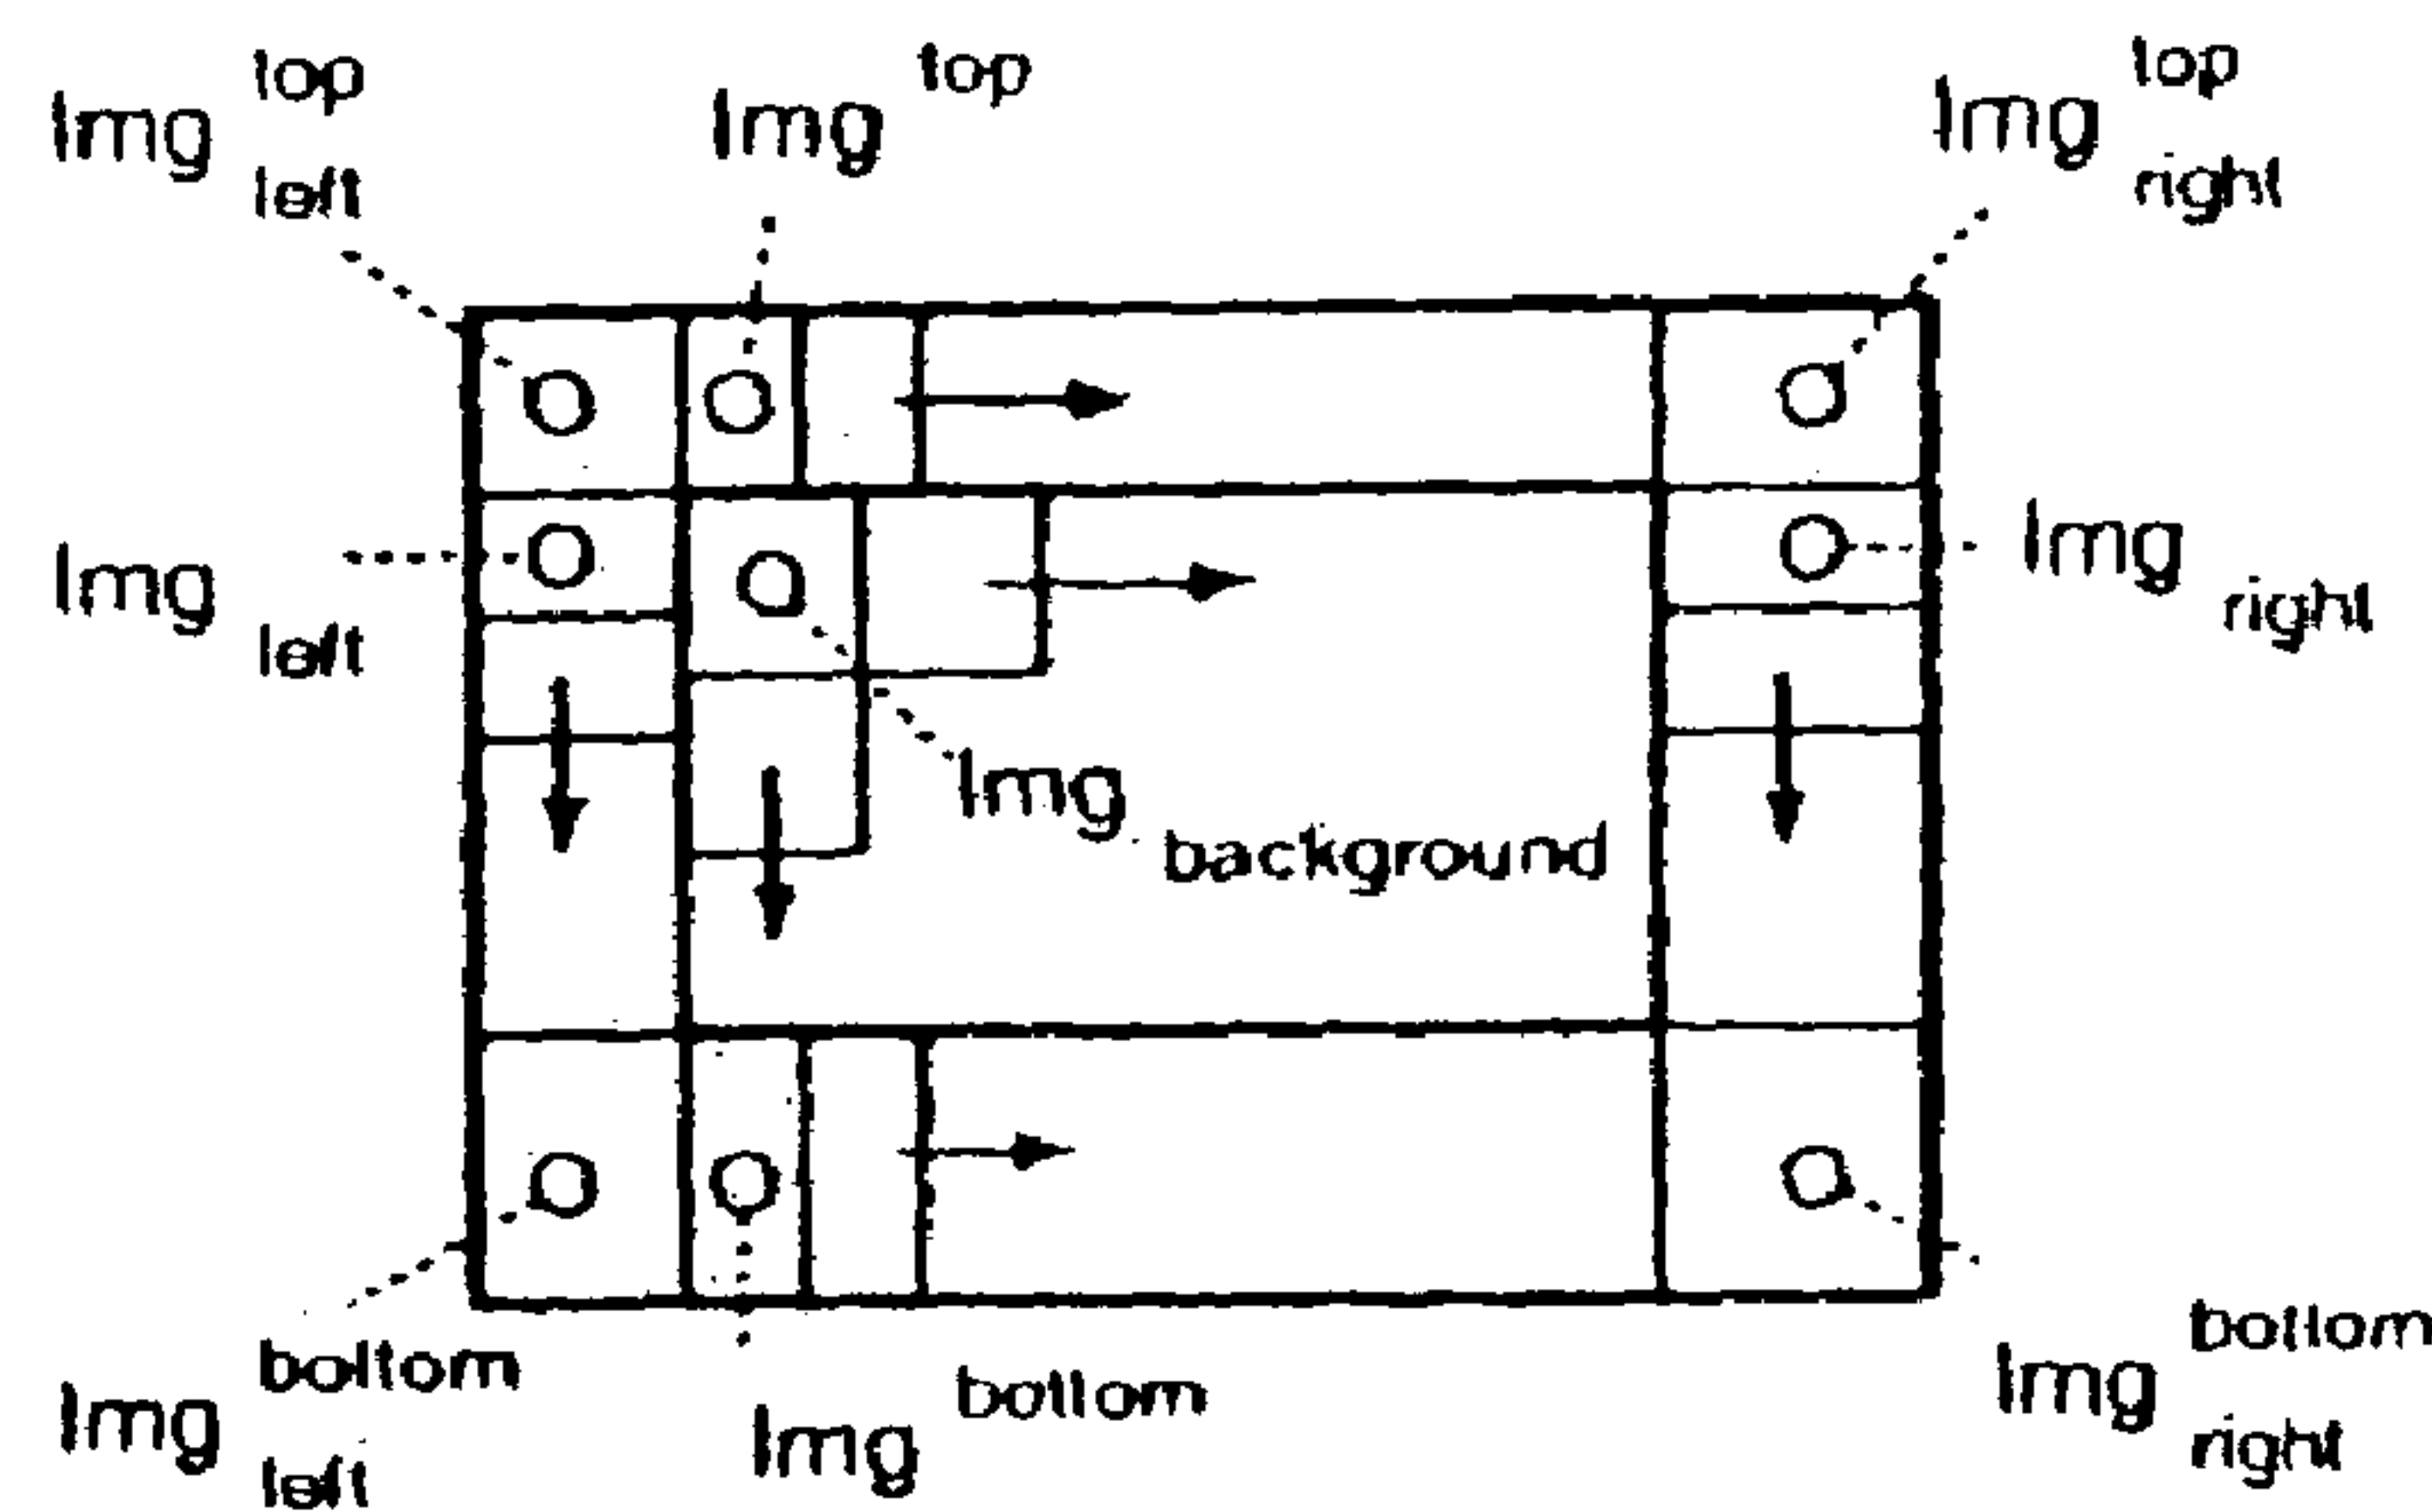 Img top left
Img top
Img top right
Img left
Img right
Img background
Img bottom left
Img bottom
Img bottom right